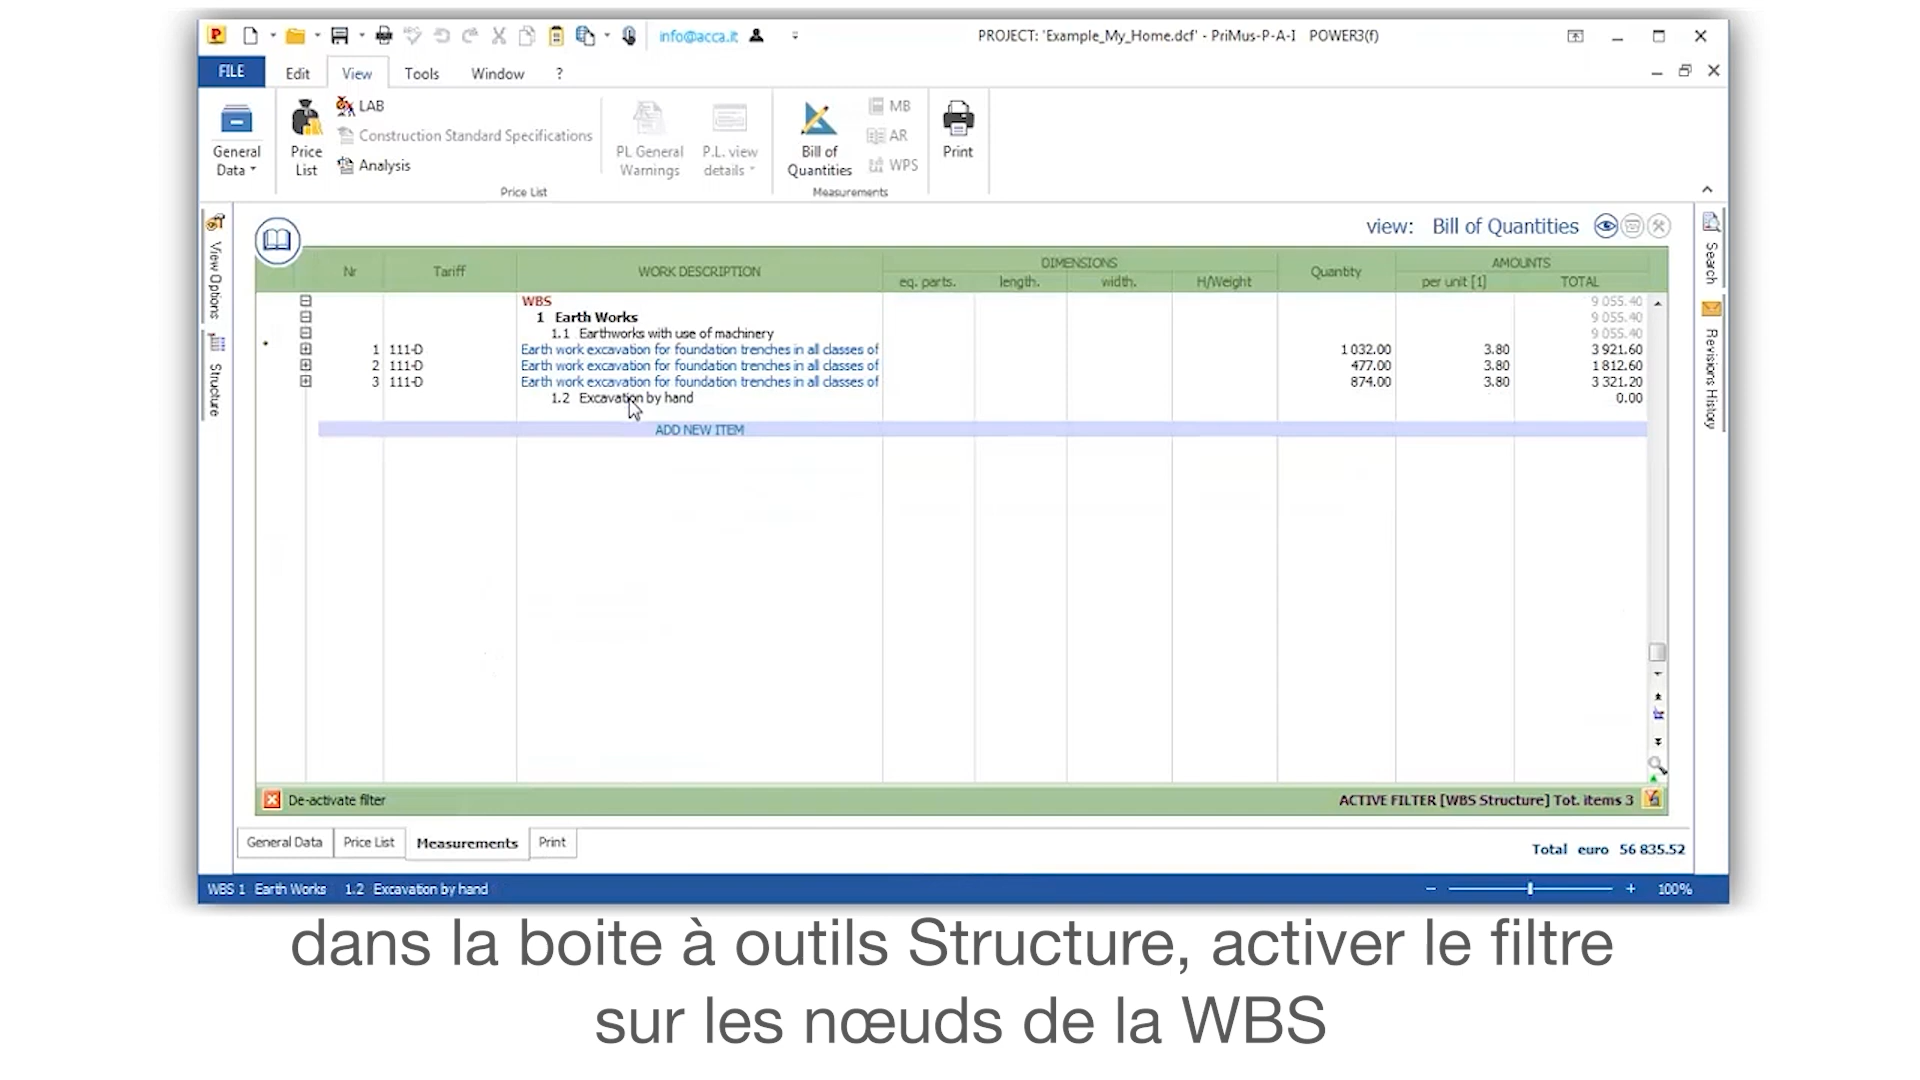 info@acca.it
PROJECT: 'Example_My_Home.dcf' - PriMus-P-A-I POWER3(f)
FILE Edit View Tools Window ?
General Data
Price List
LAB
Construction Standard Specifications
Analysis
Price List
PL General Warnings
P.L. view details
Bill of Quantities
MB
AR
WPS
Measurements
Print
View Options
Structure
Search
Revisions History
view: Bill of Quantities
Nr Tariff WORK DESCRIPTION DIMENSIONS Quantity AMOUNTS
eq. parts. length. width. H/Weight per unit [1] TOTAL
WBS 9 055.40
1 Earth Works 9 055.40
1.1 Earthworks with use of machinery 9 055.40
1 111-D Earth work excavation for foundation trenches in all classes of 1 032.00 3.80 3 921.60
2 111-D Earth work excavation for foundation trenches in all classes of 477.00 3.80 1 812.60
3 111-D Earth work excavation for foundation trenches in all classes of 874.00 3.80 3 321.20
1.2 Excavation by hand 0.00
ADD NEW ITEM
De-activate filter ACTIVE FILTER [WBS Structure] Tot. items 3
General Data Price List Measurements Print
Total euro 56 835.52
WBS 1 Earth Works 1.2 Excavation by hand 100%
dans la boite à outils Structure, activer le filtre
sur les nœuds de la WBS